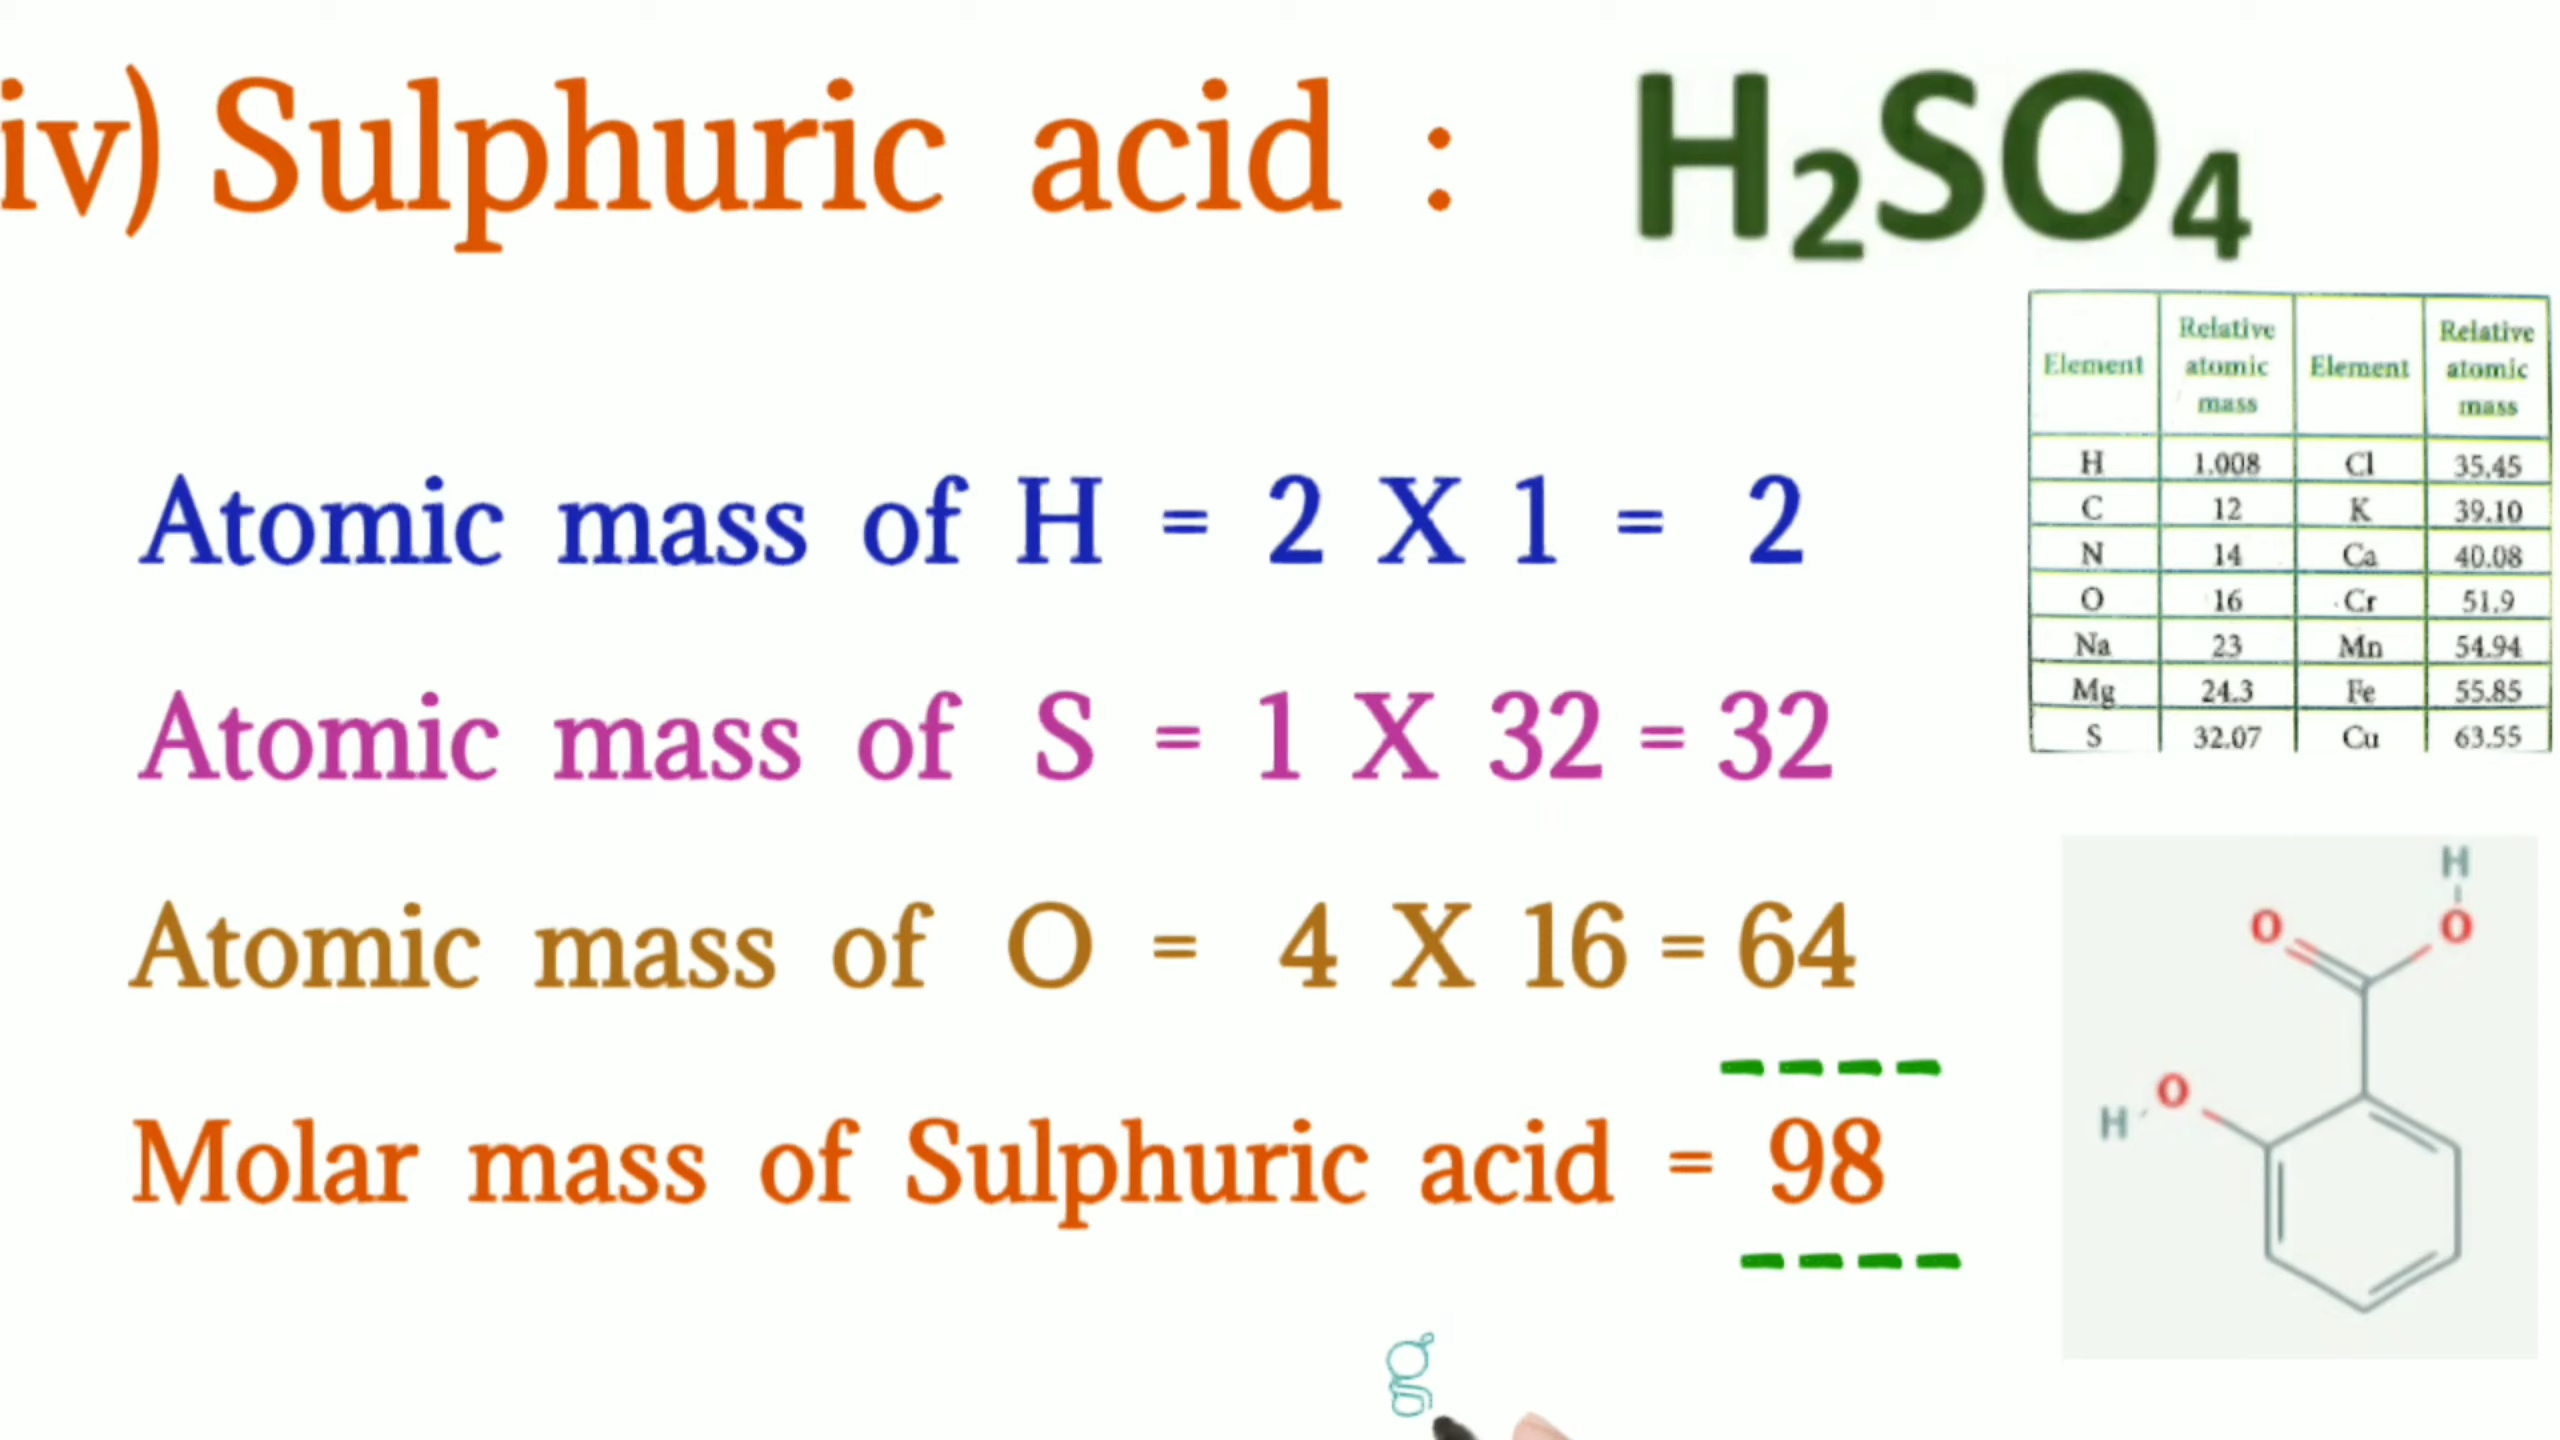 iv) Sulphuric acid : H₂SO₄
Element Relative atomic mass Element Relative atomic mass
H 1.008 Cl 35.45
C 12 K 39.10
N 14 Ca 40.08
O 16 Cr 51.9
Na 23 Mn 54.94
Mg 24.3 Fe 55.85
S 32.07 Cu 63.55
Atomic mass of H = 2 X 1 = 2
Atomic mass of S = 1 X 32 = 32
Atomic mass of O = 4 X 16 = 64
Molar mass of Sulphuric acid = 98
g
H
O O
H O